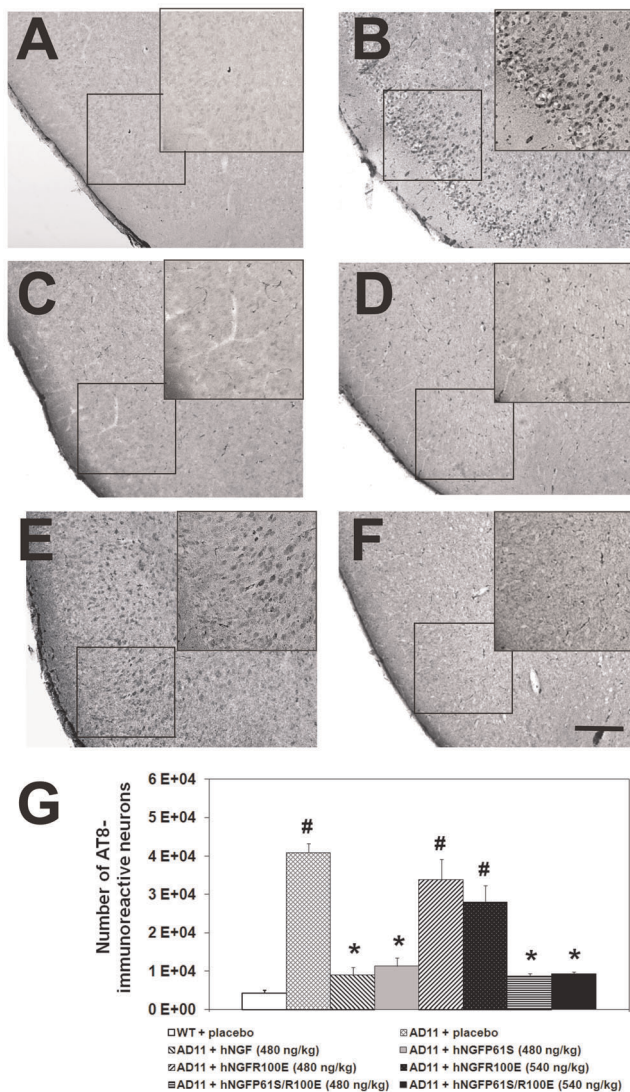 A
B
C
D
E
F
G
Number of AT8-
immunoreactive neurons
6 E+04
5 E+04
4 E+04
3 E+04
2 E+04
1 E+04
0 E+00
#
*
*
#
#
*
*
WT + placebo
AD11 + placebo
AD11 + hNGF (480 ng/kg)
AD11 + hNGFP61S (480 ng/kg)
AD11 + hNGFR100E (480 ng/kg)
AD11 + hNGFR100E (540 ng/kg)
AD11 + hNGFP61S/R100E (480 ng/kg)
AD11 + hNGFP61S/R100E (540 ng/kg)